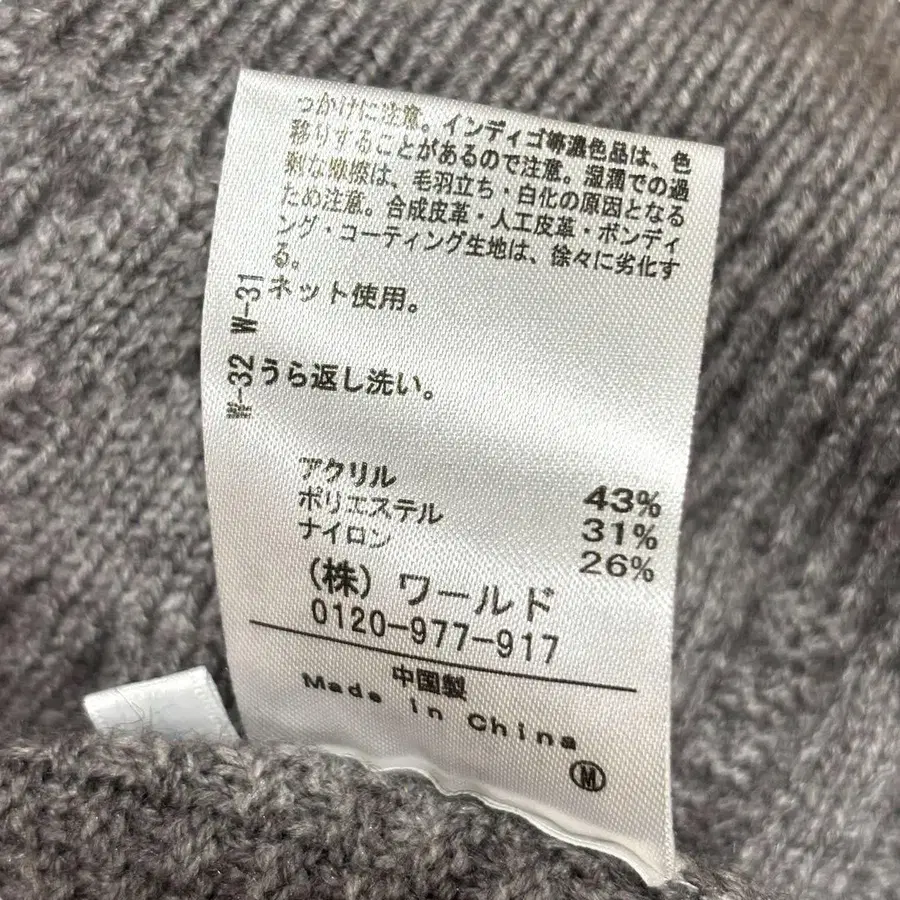 っかけに注意。インディゴ等濃色品は、色
移りすることがあるので注意。湿潤での過
剰な摩擦は、毛羽立ち・白化の原因となる
ため注意。合成皮革・人工皮革・ボンディ
ング・コーティング生地は、徐々に劣化す
る。
W-31 ネット使用。
W-32 うら返し洗い。
アクリル 43%
ポリエステル 31%
ナイロン 26%
(株) ワールド
0120-977-917
中国製
Made in China
M